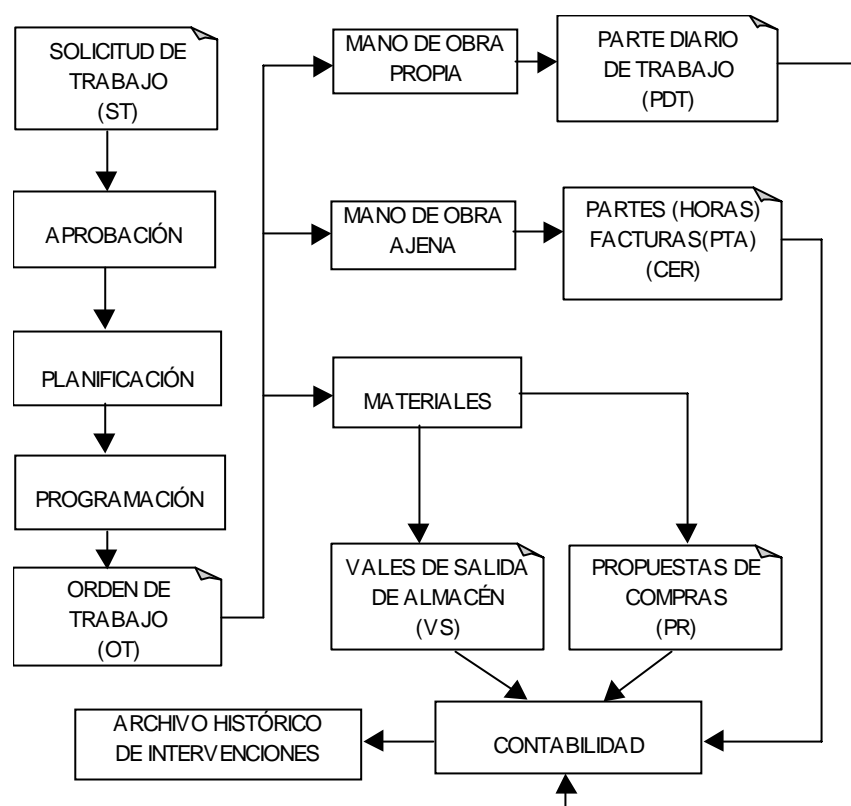 SOLICITUD DE
TRABAJO
(ST)
APROBACIÓN
PLANIFICACIÓN
PROGRAMACIÓN
ORDEN DE
TRABAJO
(OT)
MANO DE OBRA
PROPIA
PARTE DIARIO
DE TRABAJO
(PDT)
MANO DE OBRA
AJENA
PARTES (HORAS)
FACTURAS(PTA)
(CER)
MATERIALES
VALES DE SALIDA
DE ALMACÉN
(VS)
PROPUESTAS DE
COMPRAS
(PR)
ARCHIVO HISTÓRICO
DE INTERVENCIONES
CONTABILIDAD